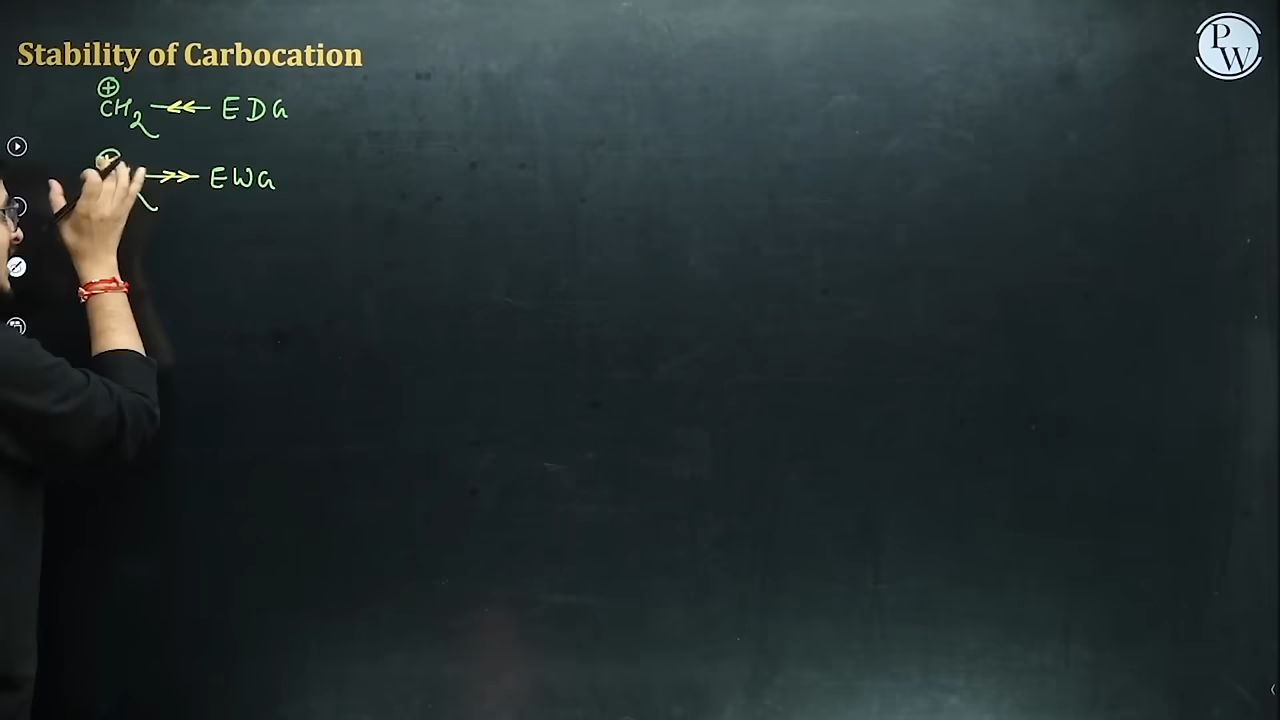 Stability of Carbocation
PW
⊕
CH2 ←← EDG
→→ EWG